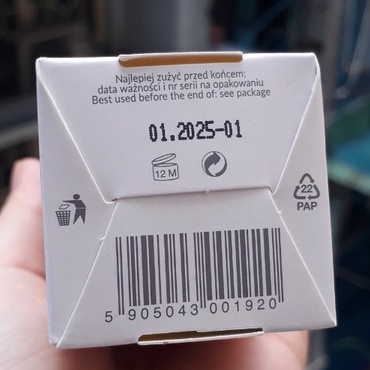 Najlepiej zużyć przed końcem:
data ważności i nr serii na opakowaniu
Best used before the end of: see package
01.2025-01
12 M
22
PAP
5 905043 001920